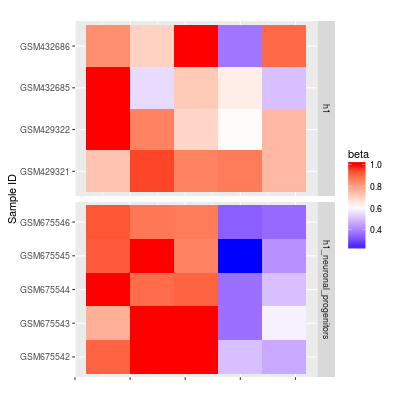 GSM432686
GSM432685
GSM429322
GSM429321
h1
GSM675546
GSM675545
GSM675544
GSM675543
GSM675542
h1_neuronal_progenitors
Sample ID
beta
1.0
0.8
0.6
0.4